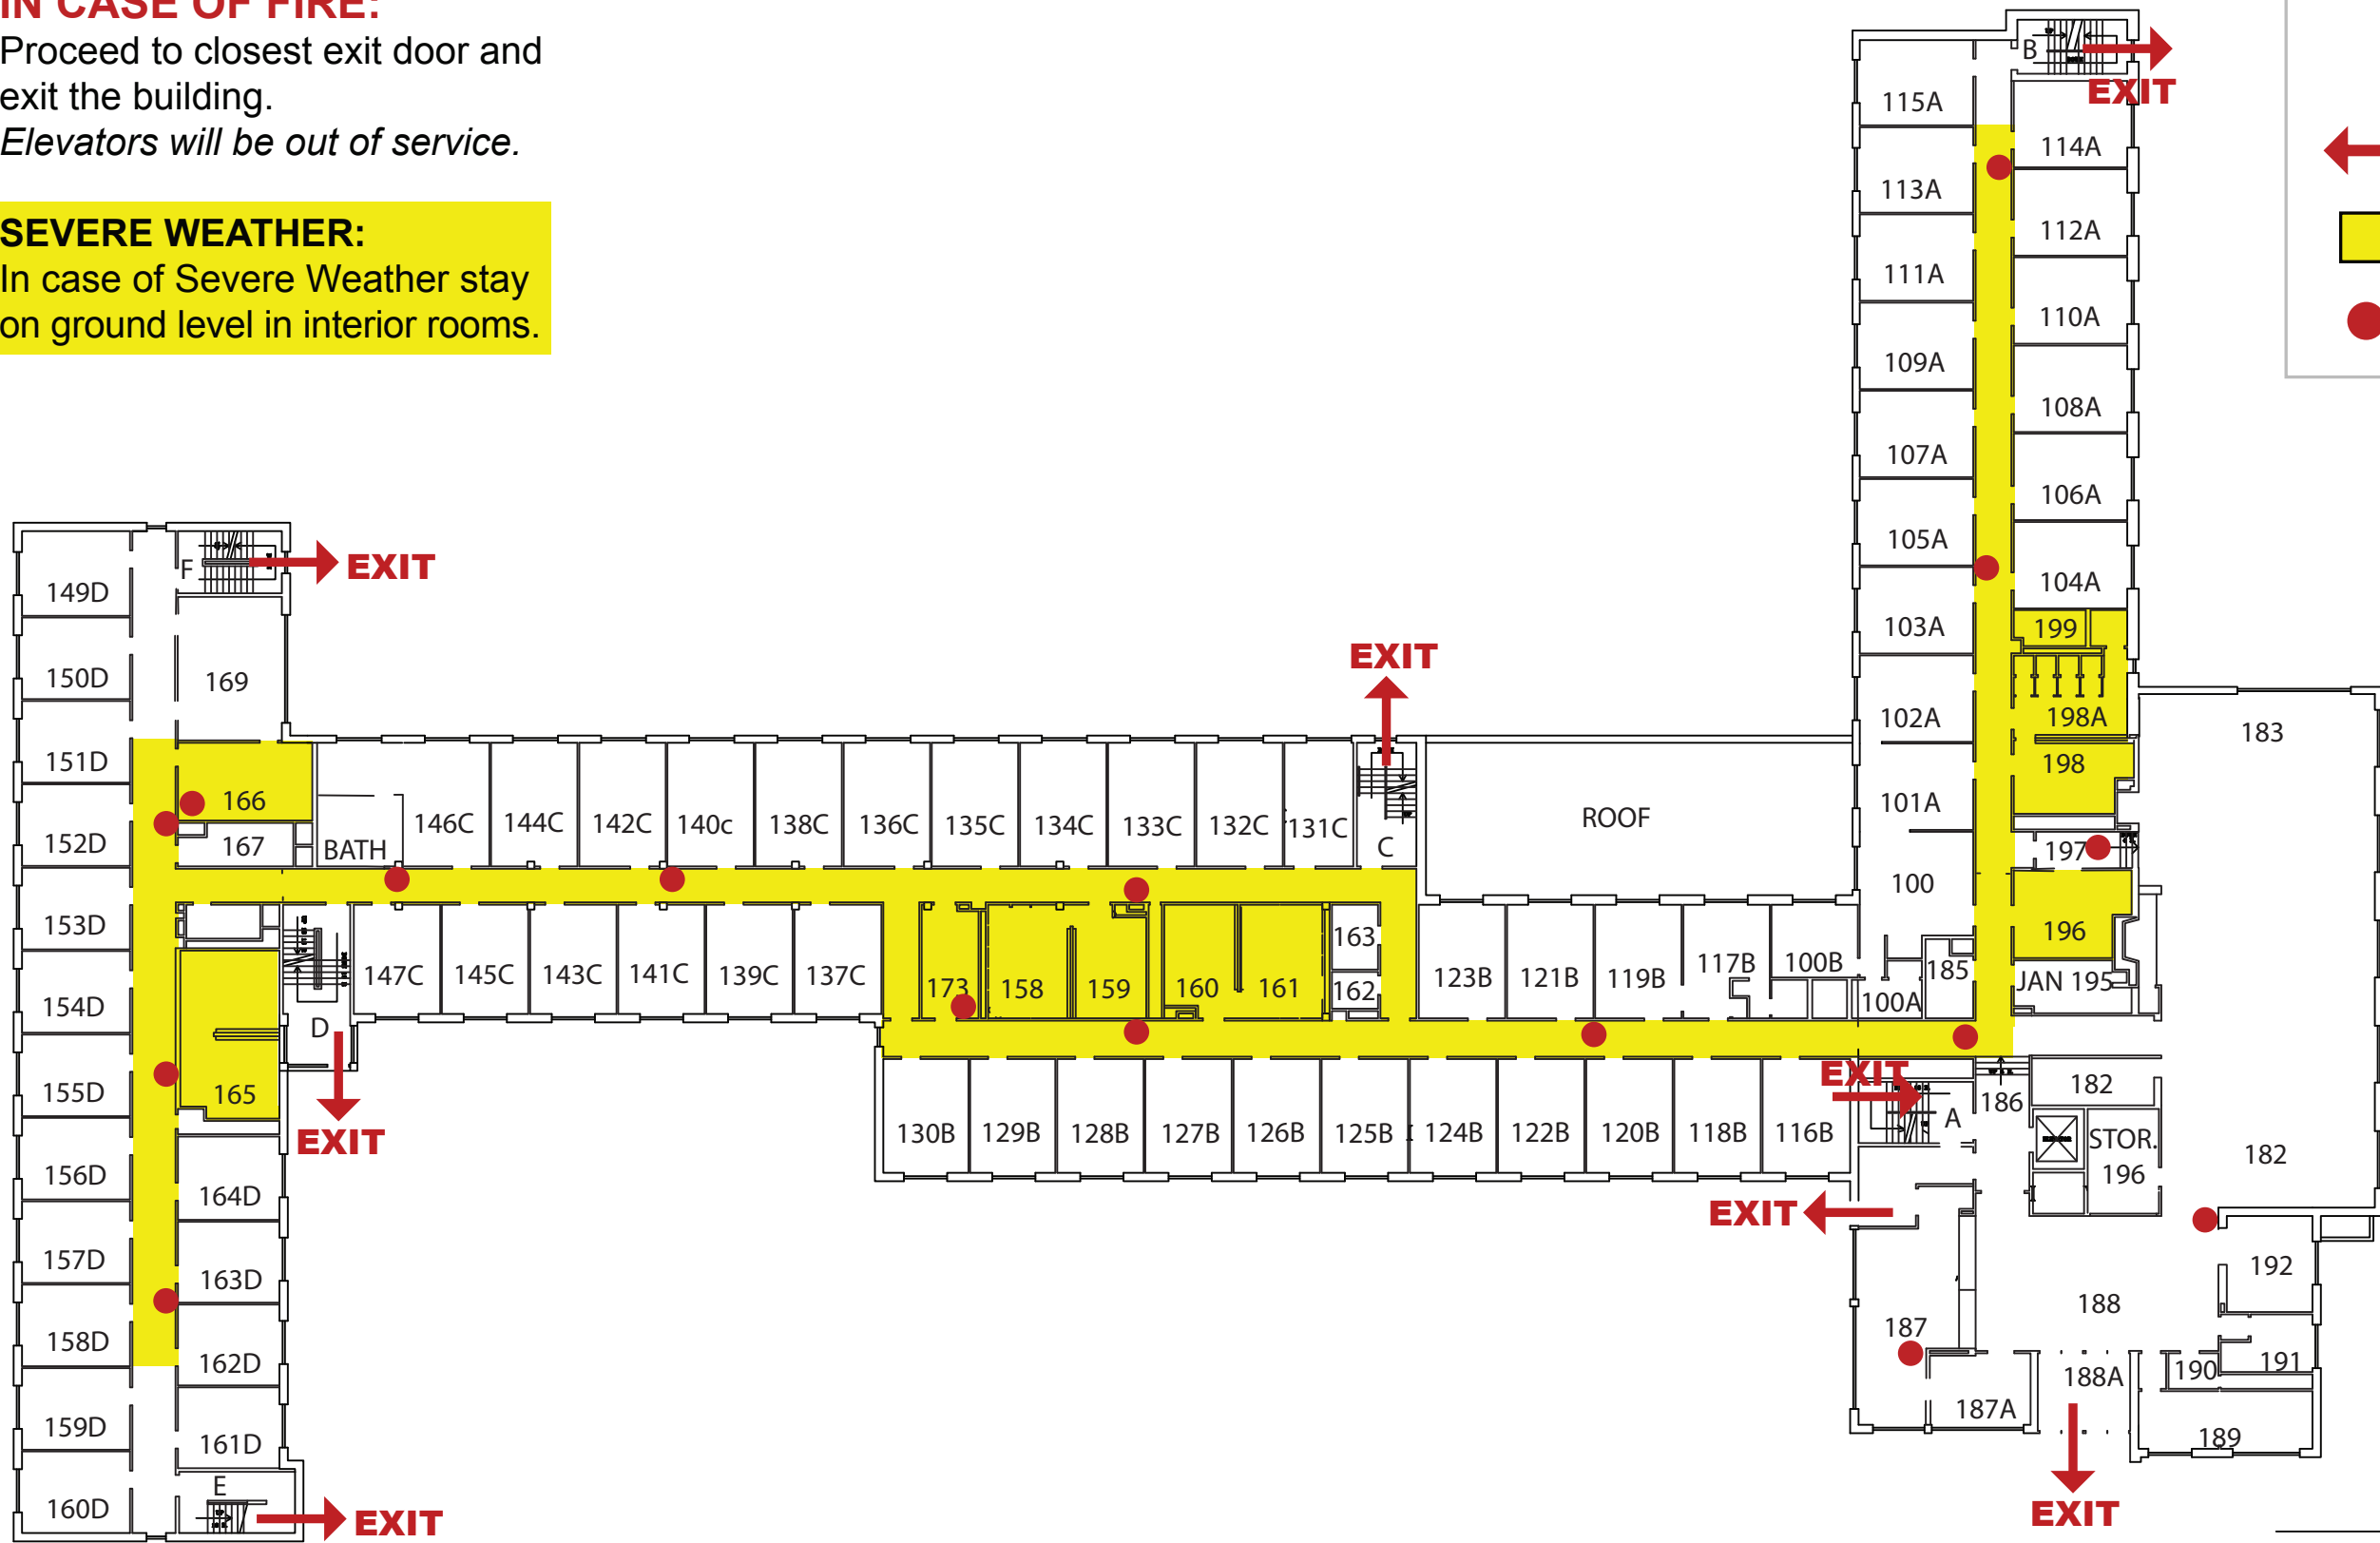 IN CASE OF FIRE:
Proceed to closest exit door and
exit the building.
Elevators will be out of service.
SEVERE WEATHER:
In case of Severe Weather stay
on ground level in interior rooms.
B
EXIT
115A
114A
113A
112A
111A
110A
109A
108A
107A
106A
105A
104A
103A
199
102A
198A
198
101A
197
100
196
185
JAN 195
100A
183
F
EXIT
149D
150D
169
151D
166
152D
167
BATH
146C
144C
142C
140c
138C
136C
135C
134C
133C
132C
131C
EXIT
C
ROOF
153D
154D
155D
165
156D
164D
157D
163D
158D
162D
159D
161D
160D
E
EXIT
D
EXIT
147C
145C
143C
141C
139C
137C
173
158
159
160
161
163
162
123B
121B
119B
117B
100B
130B
129B
128B
127B
126B
125B
124B
122B
120B
118B
116B
EXIT
A
186
182
STOR.
196
182
EXIT
192
188
187
191
190
188A
187A
189
EXIT